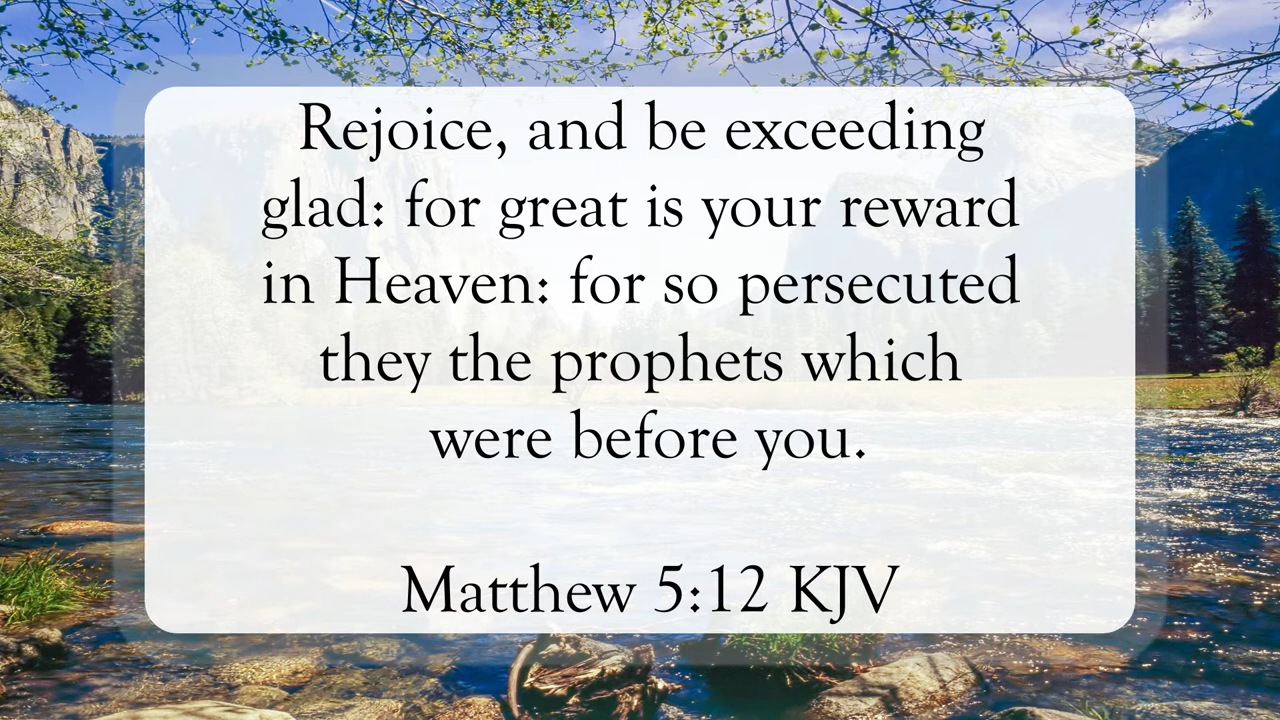 Rejoice, and be exceeding
glad: for great is your reward
in Heaven: for so persecuted
they the prophets which
were before you.
Matthew 5:12 KJV